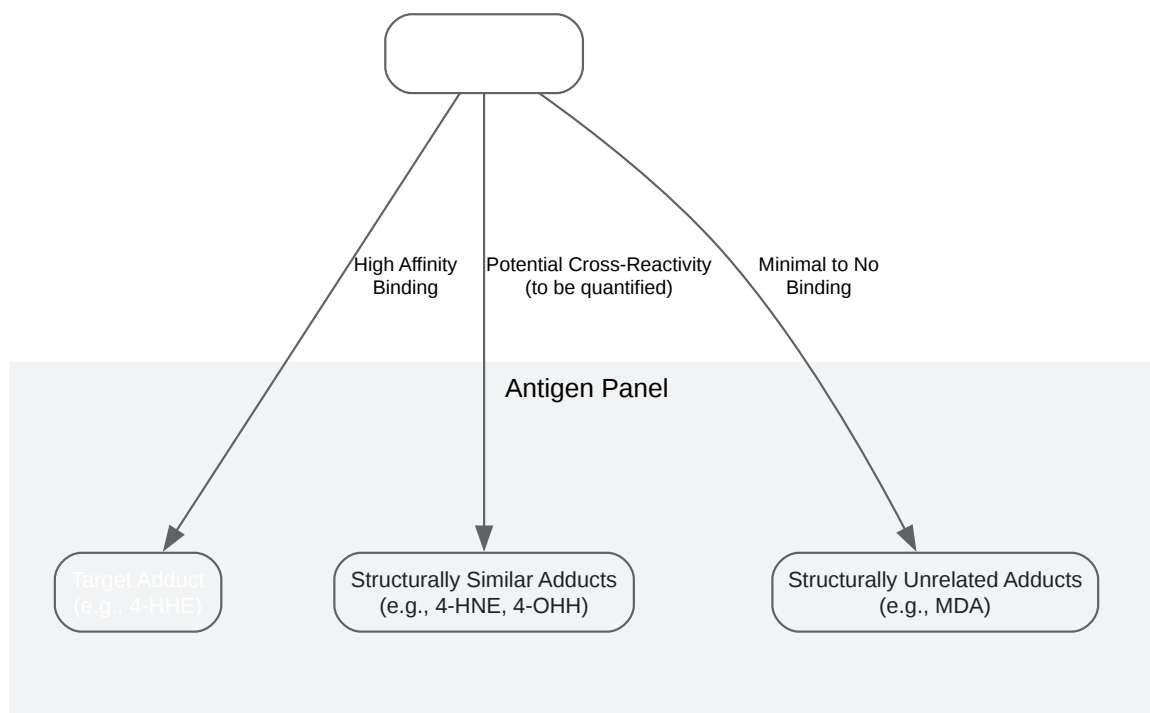 High Affinity
Binding
Potential Cross-Reactivity
(to be quantified)
Minimal to No
Binding
Antigen Panel
Target Adduct
(e.g., 4-HHE)
Structurally Similar Adducts
(e.g., 4-HNE, 4-OHH)
Structurally Unrelated Adducts
(e.g., MDA)